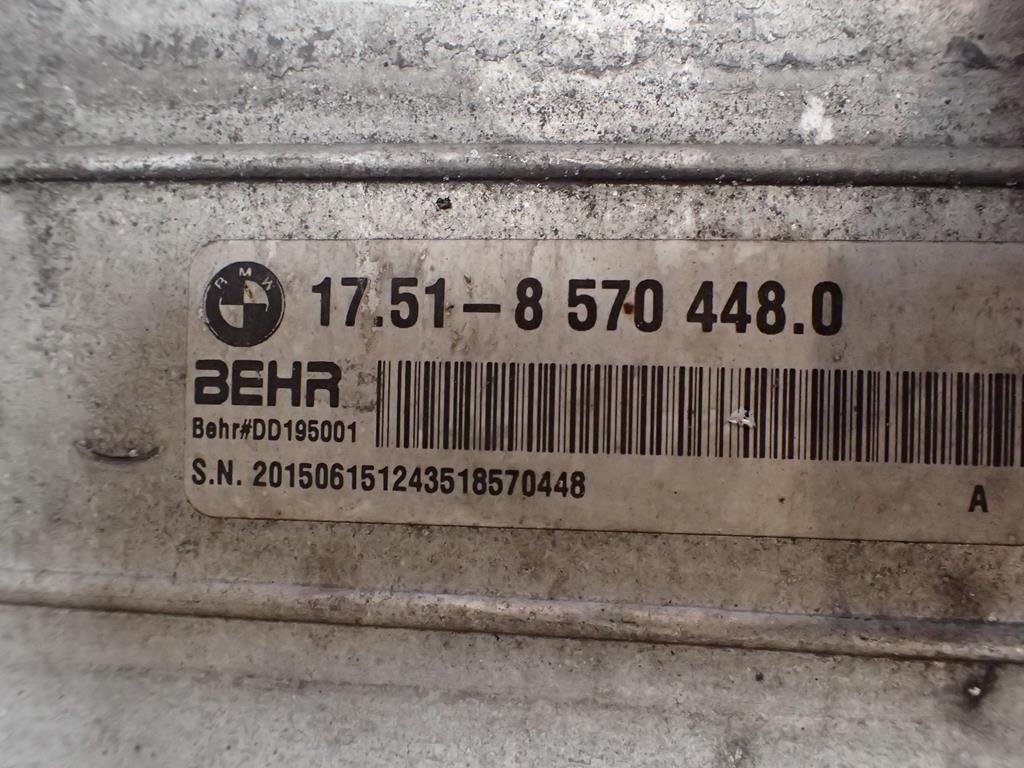 BMW 17.51-8 570 448.0
BEHR
Behr#DD195001
S.N. 201506151243518570448
A